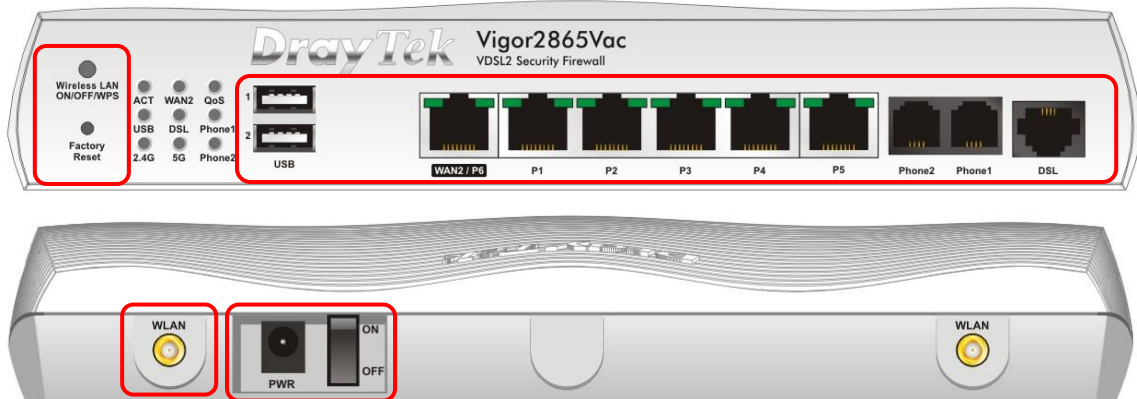 DrayTek
Vigor2865Vac
VDSL2 Security Firewall
Wireless LAN
ON/OFF/WPS
Factory
Reset
ACT WAN2 QoS
USB DSL Phone1
2.4G 5G Phone2
1
2
USB
WAN2 / P6 P1 P2 P3 P4 P5 Phone2 Phone1 DSL
WLAN
PWR
ON
OFF
WLAN